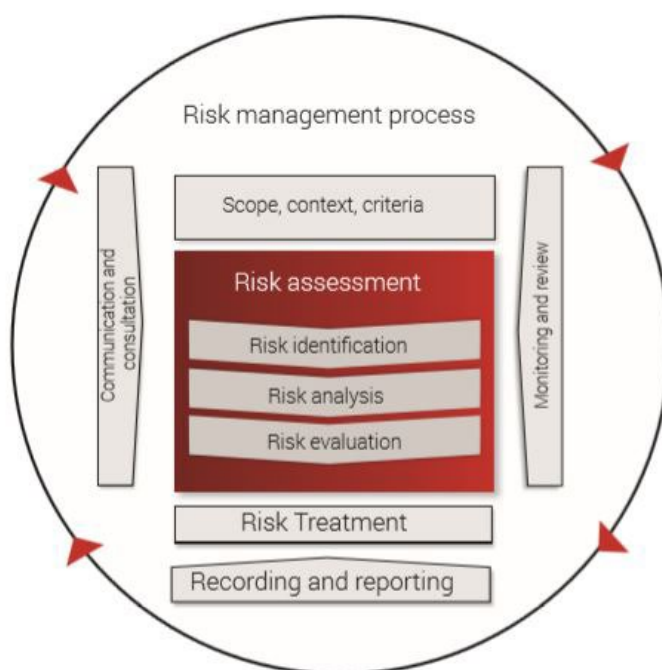 Risk management process
Scope, context, criteria
Communication and
consultation
Risk assessment
Risk identification
Risk analysis
Risk evaluation
Monitoring and review
Risk Treatment
Recording and reporting